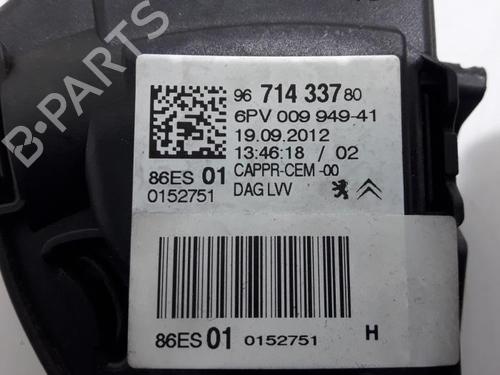 96 714 337 80
6PV 009 949-41
19.09.2012
13:46:18 / 02
86ES 01 CAPPR-CEM -00
0152751 DAG LVV
86ES 01 0152751 H
B-PARTS